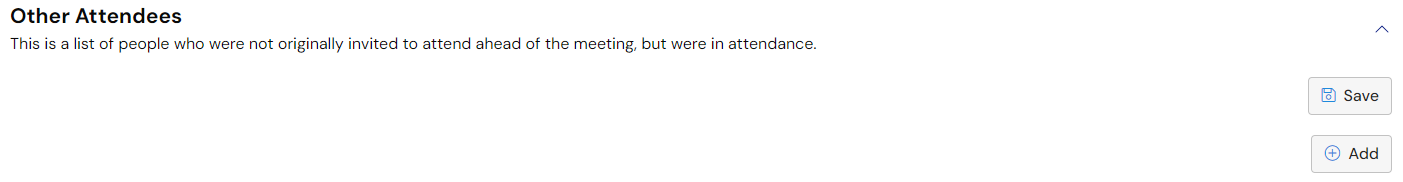 Other Attendees
This is a list of people who were not originally invited to attend ahead of the meeting, but were in attendance.
Save
Add